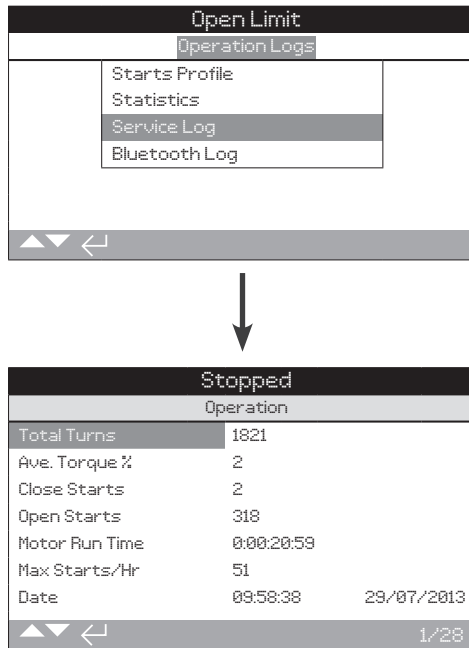 Open Limit
Operation Logs
Starts Profile
Statistics
Service Log
Bluetooth Log
Stopped
Operation
Total Turns 1821
Ave. Torque % 2
Close Starts 2
Open Starts 318
Motor Run Time 0:00:20:59
Max Starts/Hr 51
Date 09:58:38 29/07/2013
1/28